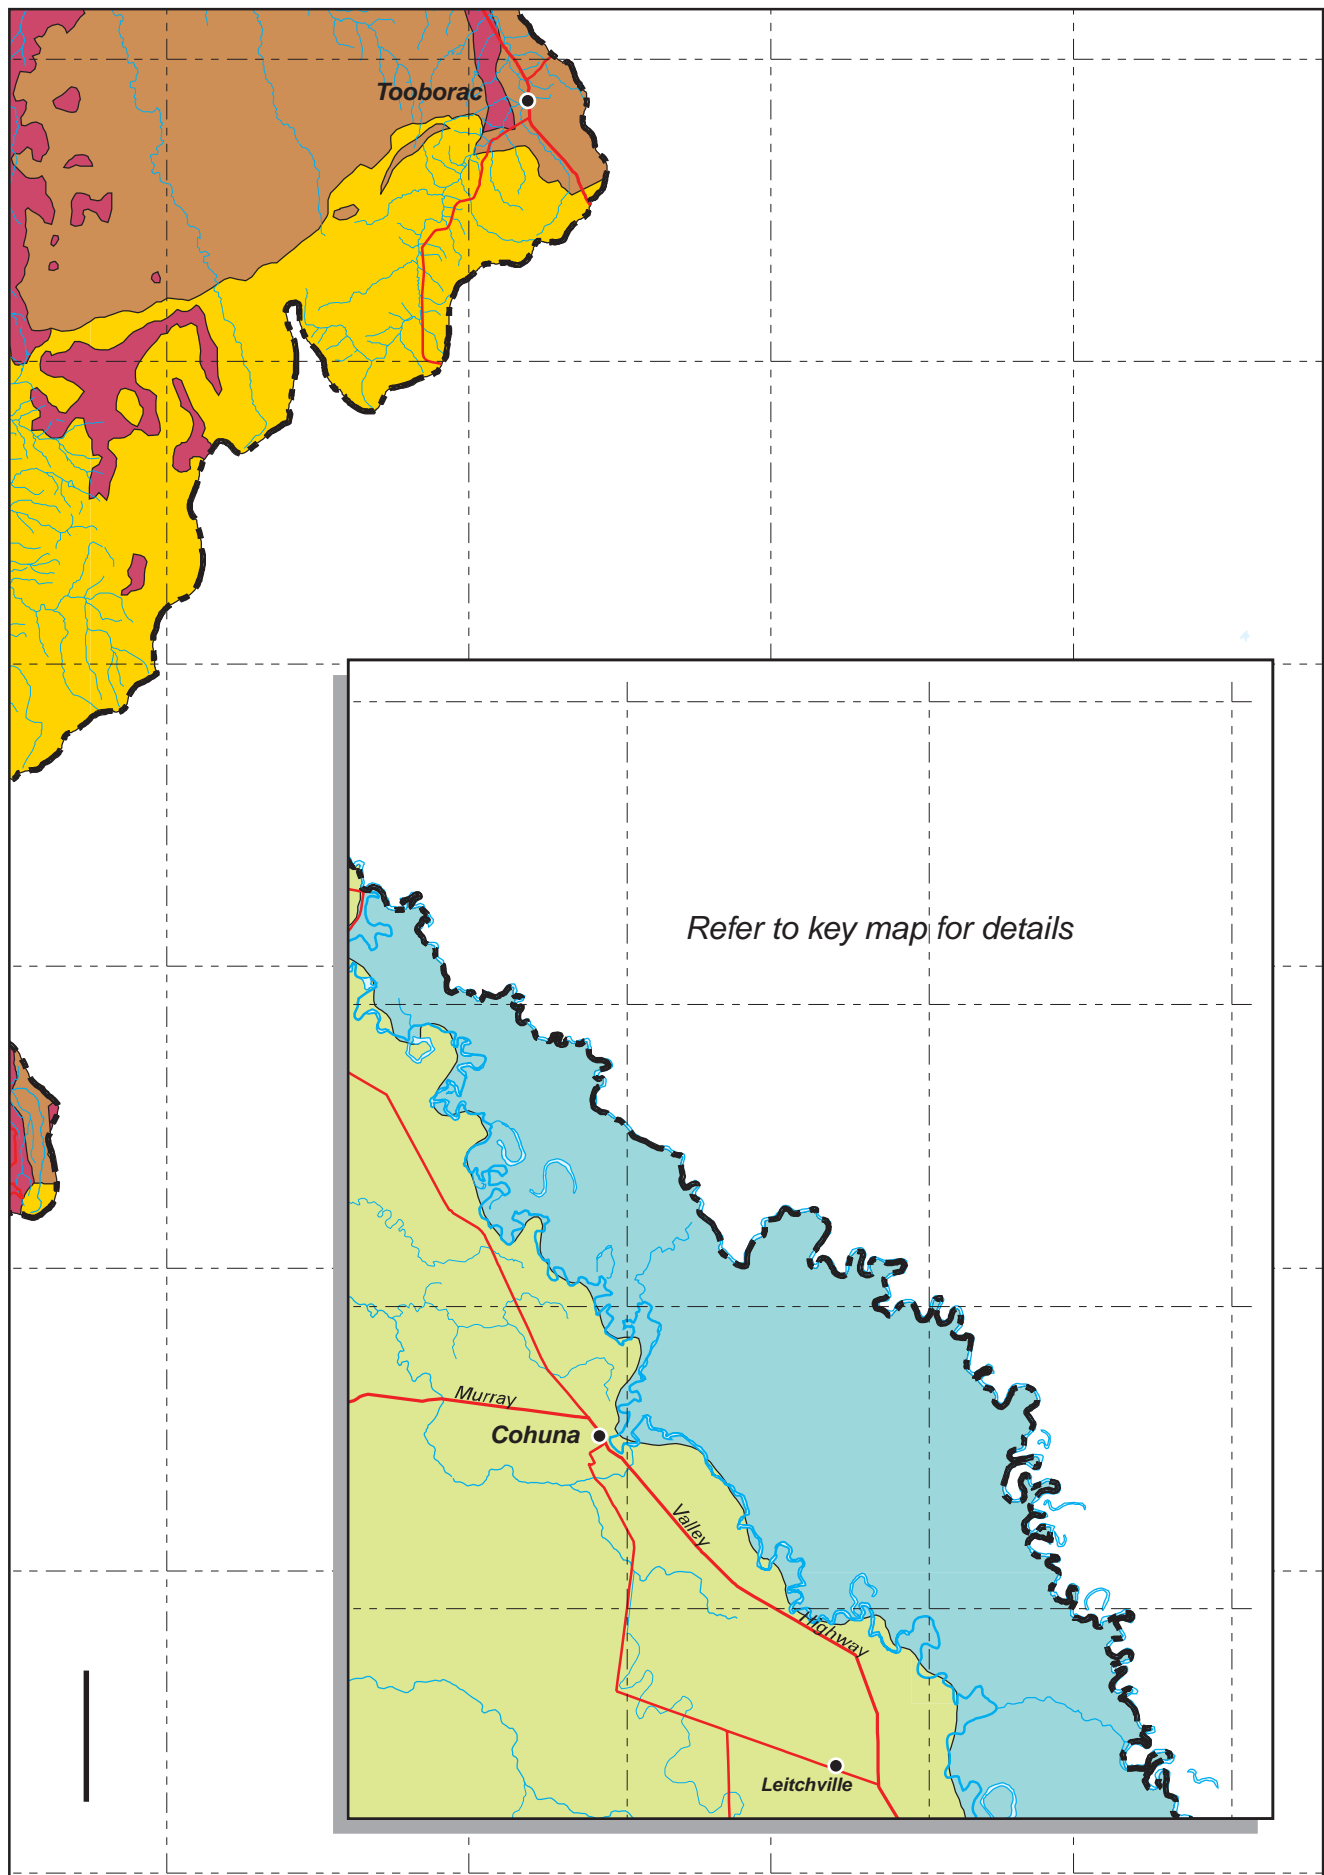 Tooborac
Refer to key map for details
Murray
Cohuna
Valley
Highway
Leitchville